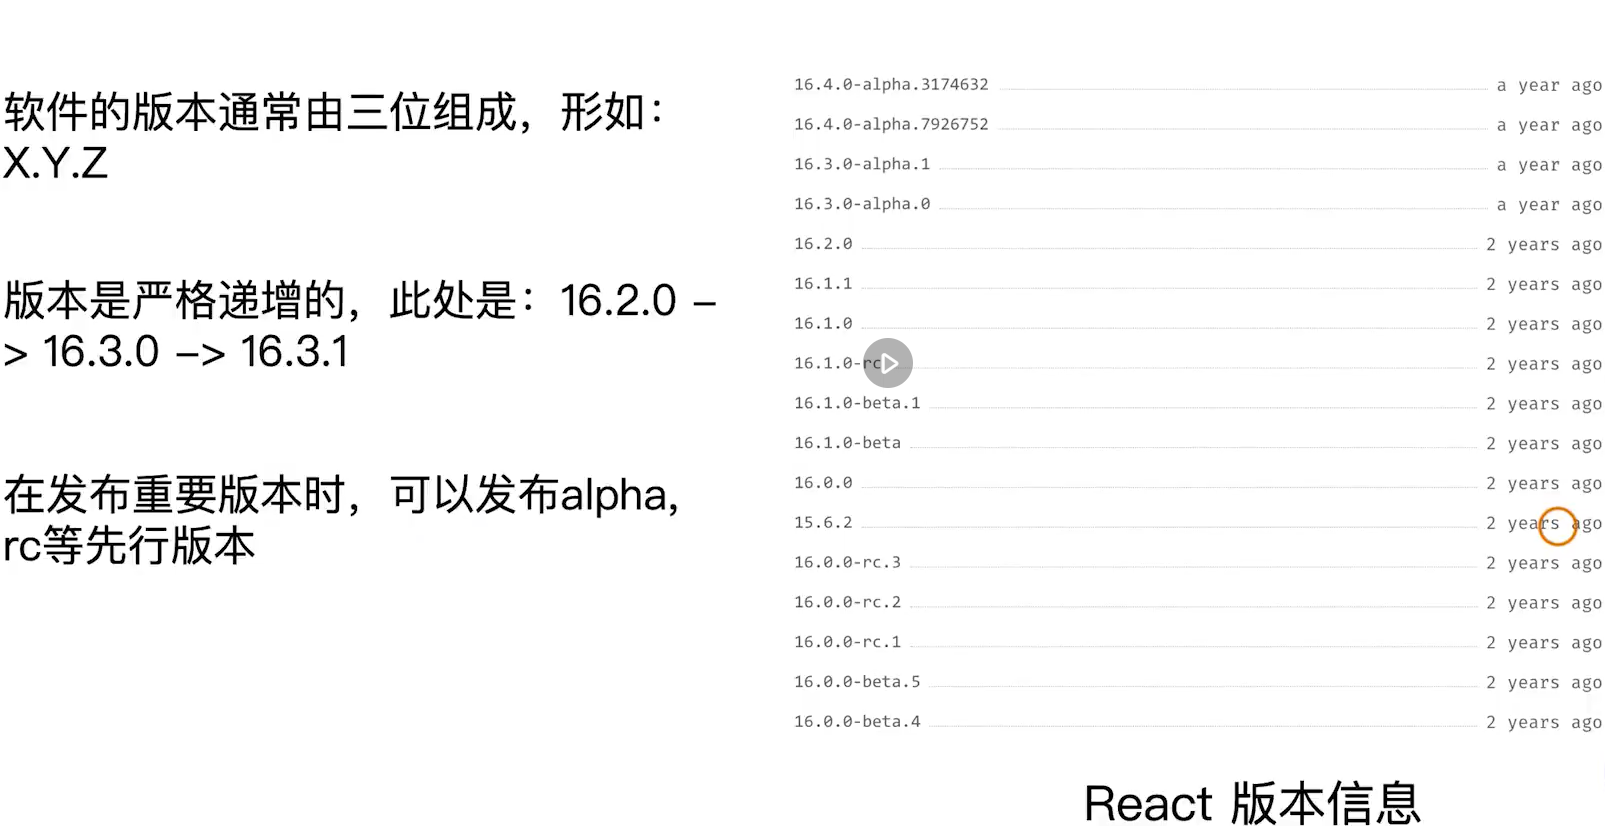 软件的版本通常由三位组成，形如：
X.Y.Z
版本是严格递增的，此处是：16.2.0 –
> 16.3.0 –> 16.3.1
在发布重要版本时，可以发布alpha,
rc等先行版本
16.4.0-alpha.3174632 a year ago
16.4.0-alpha.7926752 a year ago
16.3.0-alpha.1 a year ago
16.3.0-alpha.0 a year ago
16.2.0 2 years ago
16.1.1 2 years ago
16.1.0 2 years ago
16.1.0-rc 2 years ago
16.1.0-beta.1 2 years ago
16.1.0-beta 2 years ago
16.0.0 2 years ago
15.6.2 2 years ago
16.0.0-rc.3 2 years ago
16.0.0-rc.2 2 years ago
16.0.0-rc.1 2 years ago
16.0.0-beta.5 2 years ago
16.0.0-beta.4 2 years ago
React 版本信息